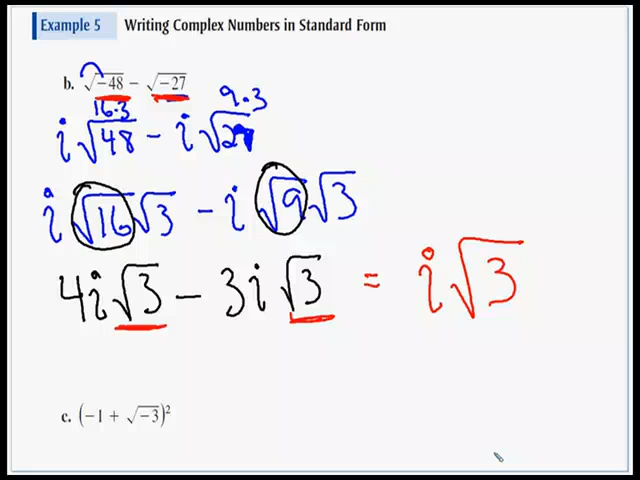 Example 5 Writing Complex Numbers in Standard Form
b. √-48 − √-27
16·3 9·3
i√48 − i√27
i√16√3 − i√9√3
4i√3 − 3i√3 = i√3
c. (−1 + √−3)²